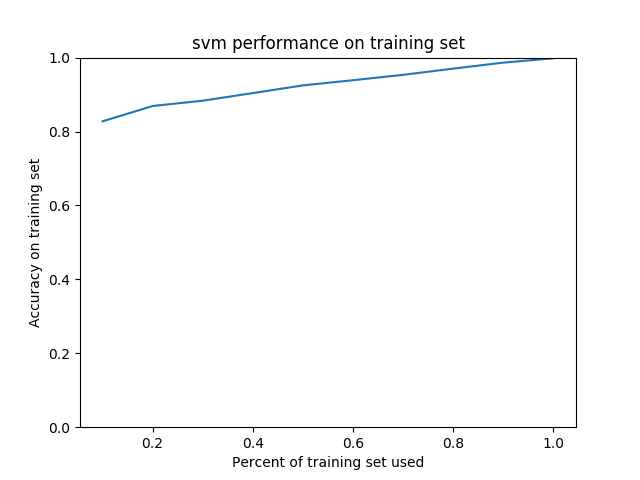 svm performance on training set
1.0
0.8
0.6
0.4
0.2
0.0
Accuracy on training set
0.2 0.4 0.6 0.8 1.0
Percent of training set used